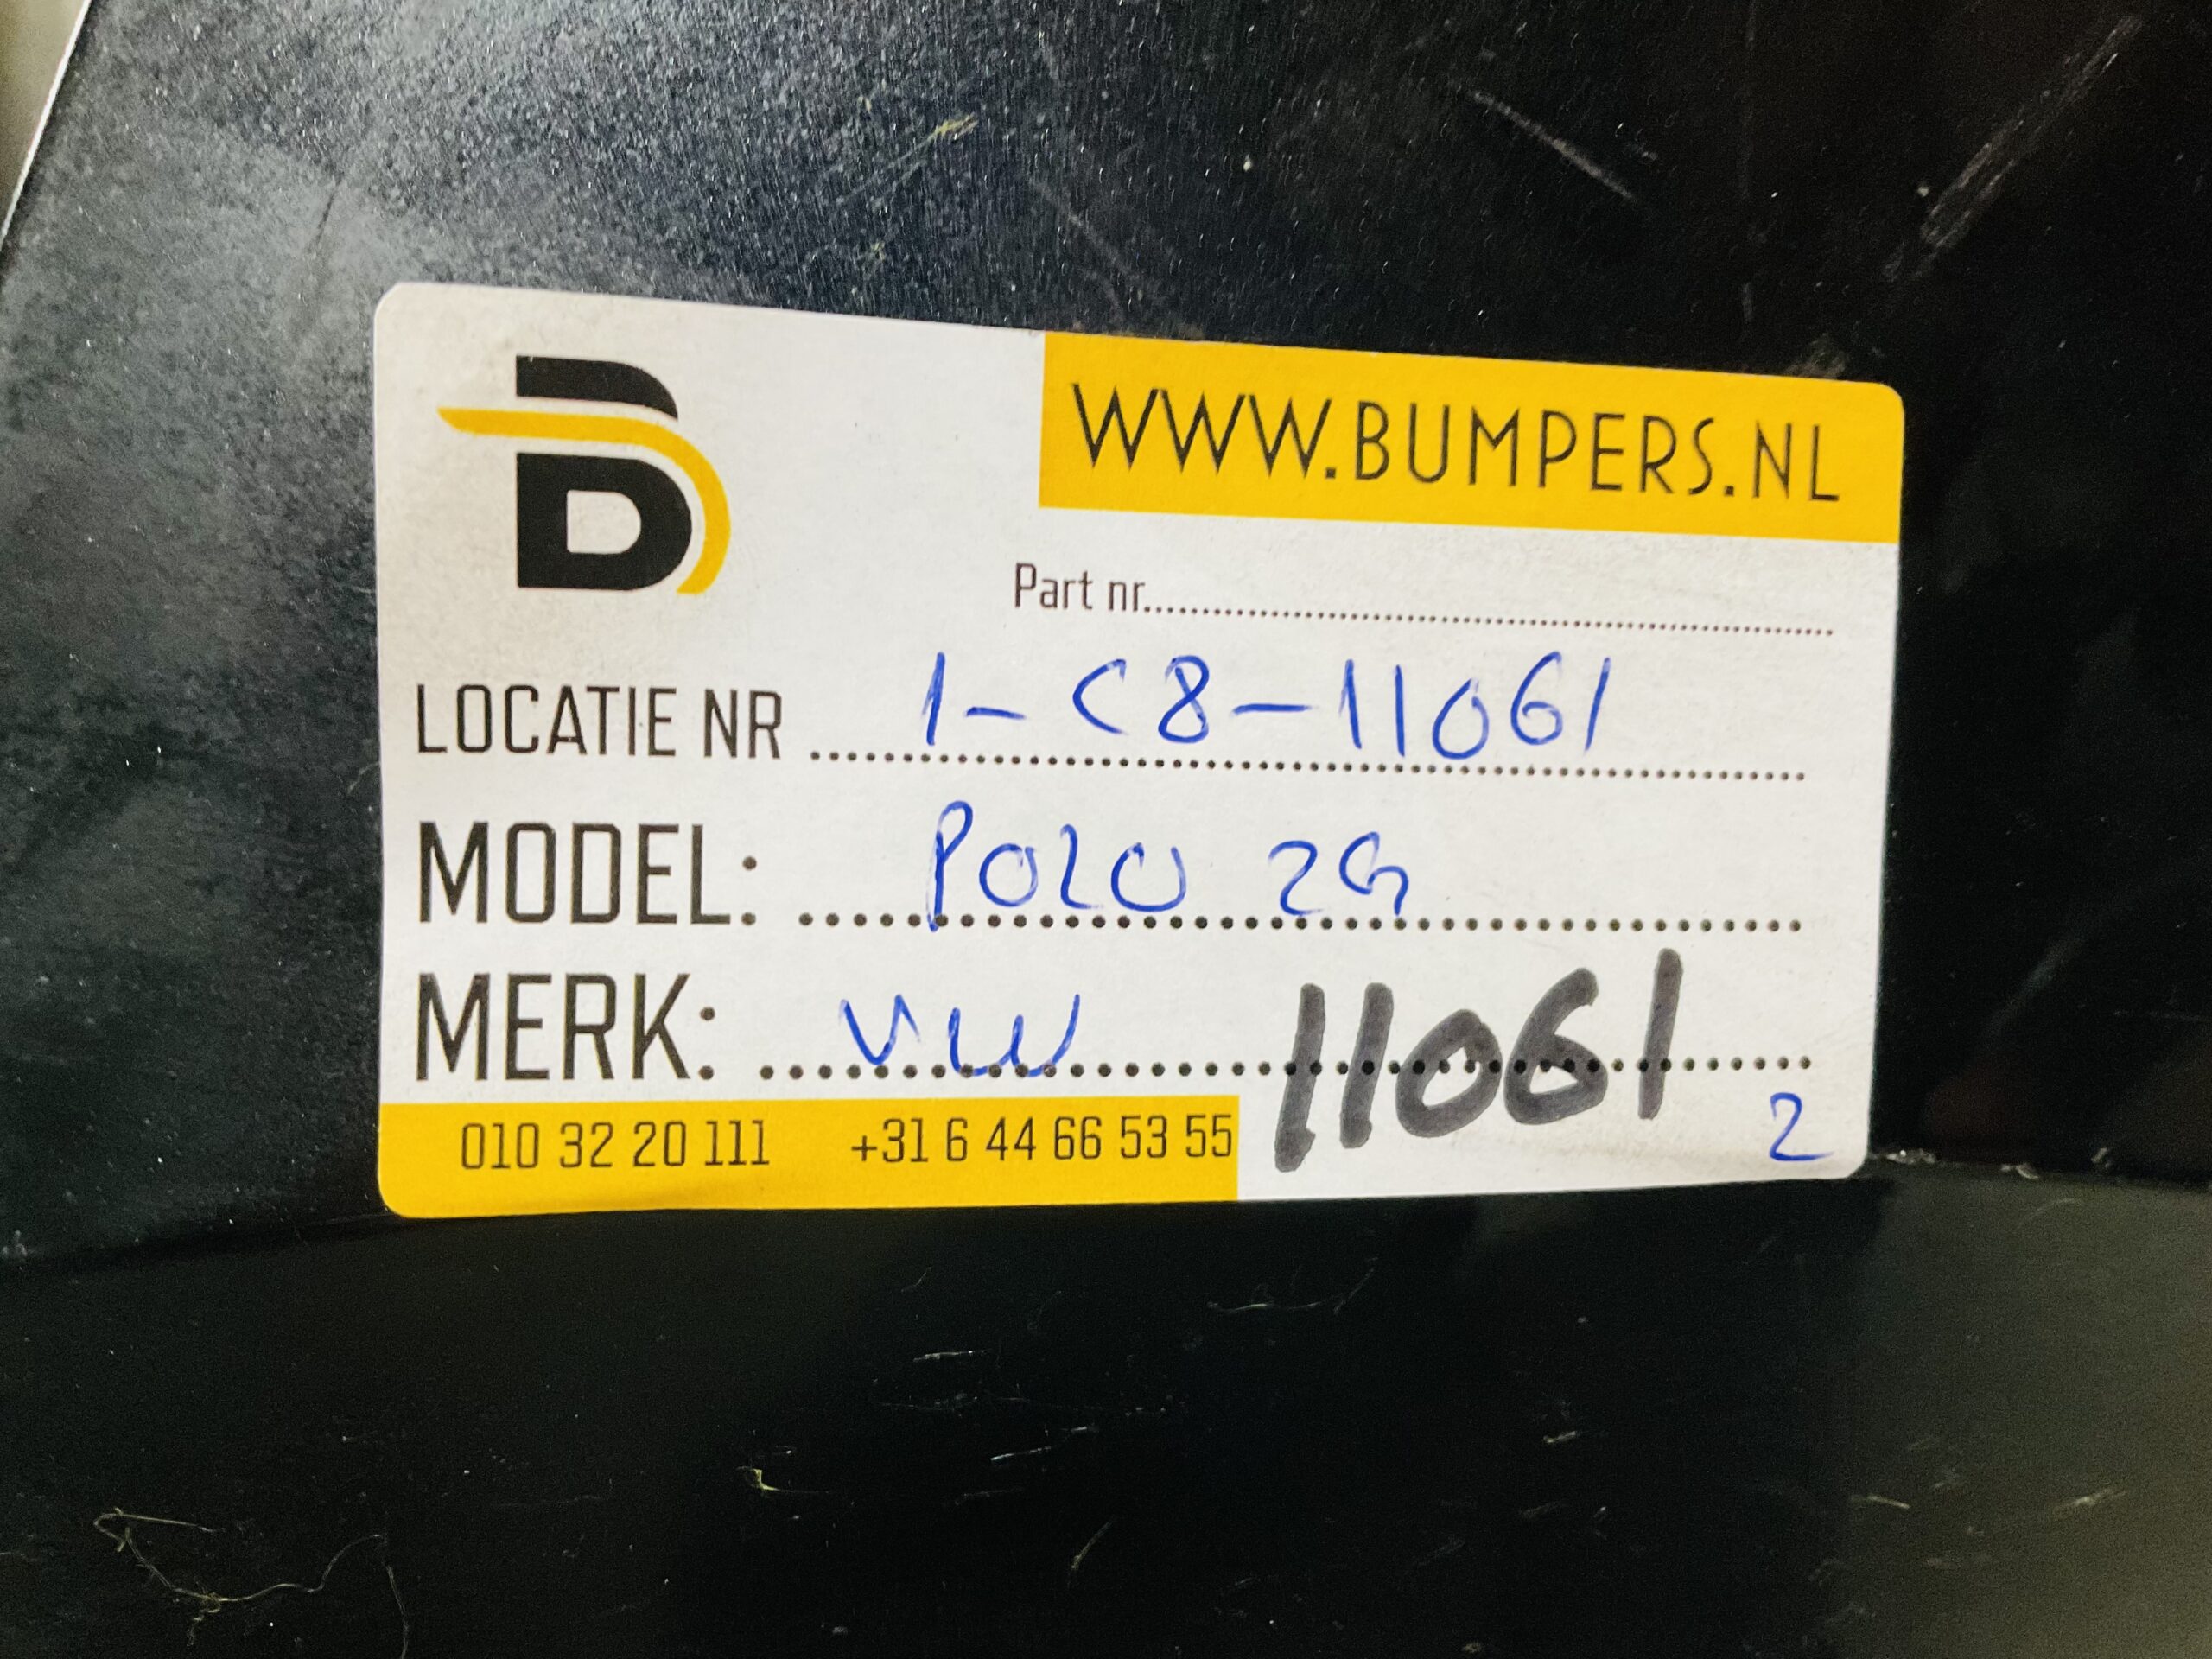 B
WWW.BUMPERS.NL
Part nr..........
LOCATIE NR 1-C8-11061
MODEL: POLO 2G
MERK: VW 11061
010 32 20 111 +31 6 44 66 53 55
2